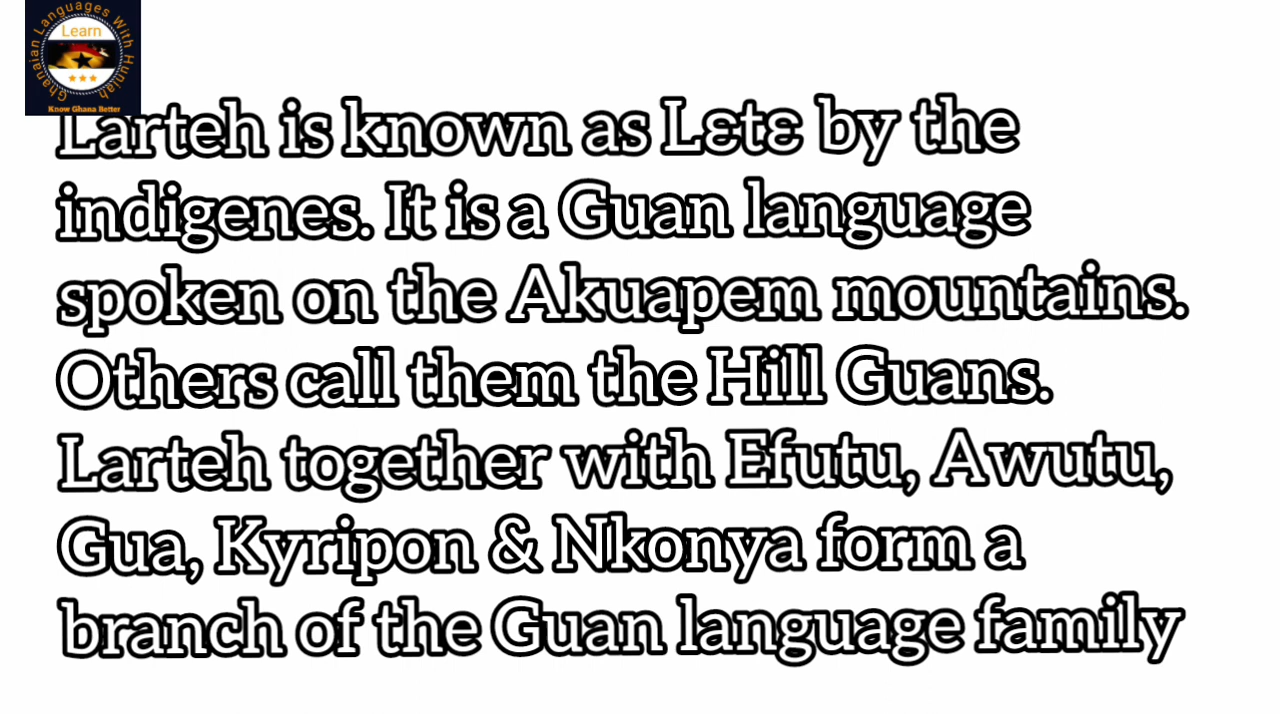 Ghanaian Languages With Huniah
Learn
Know Ghana Better
Larteh is known as Lɛtɛ by the
indigenes. It is a Guan language
spoken on the Akuapem mountains.
Others call them the Hill Guans.
Larteh together with Efutu, Awutu,
Gua, Kyripon & Nkonya form a
branch of the Guan language family